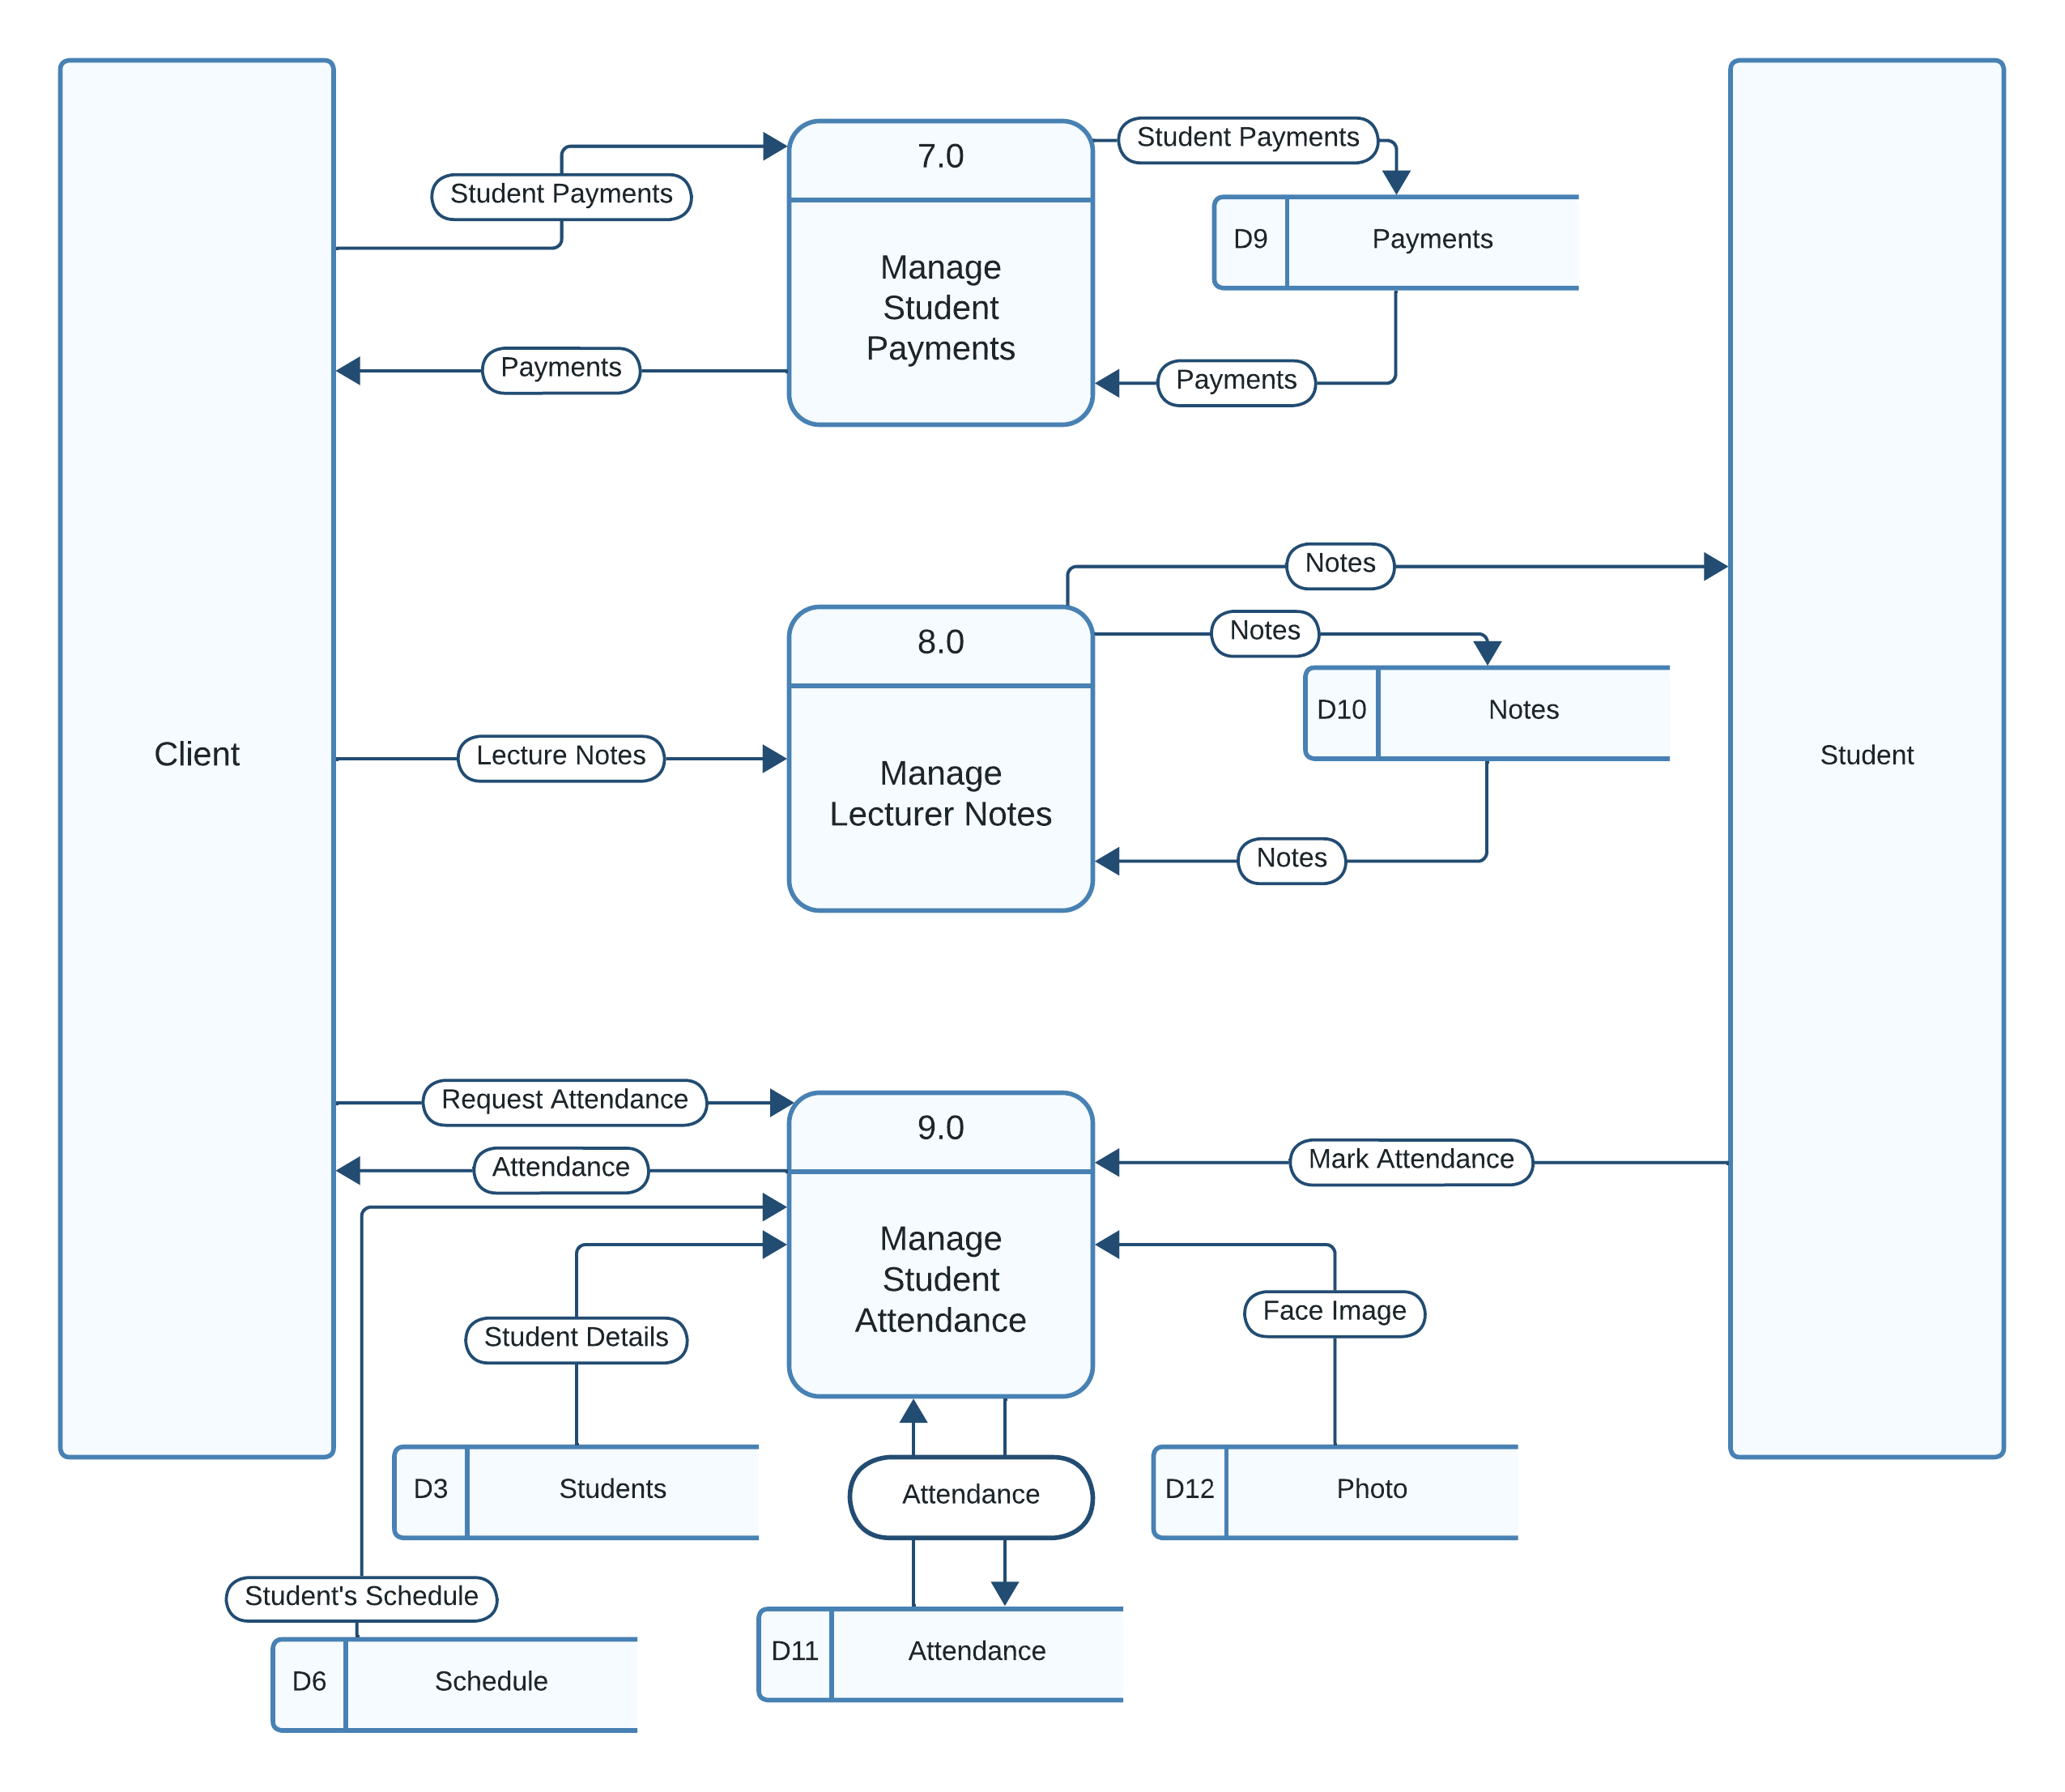 7.0
Student Payments
Student Payments
D9
Payments
Manage
Student
Payments
Payments
Payments
Notes
Notes
8.0
D10
Notes
Client
Lecture Notes
Manage
Lecturer Notes
Student
Notes
Request Attendance
9.0
Attendance
Mark Attendance
Manage
Student
Attendance
Student Details
Face Image
D3
Students
Attendance
D12
Photo
Student's Schedule
D11
Attendance
D6
Schedule